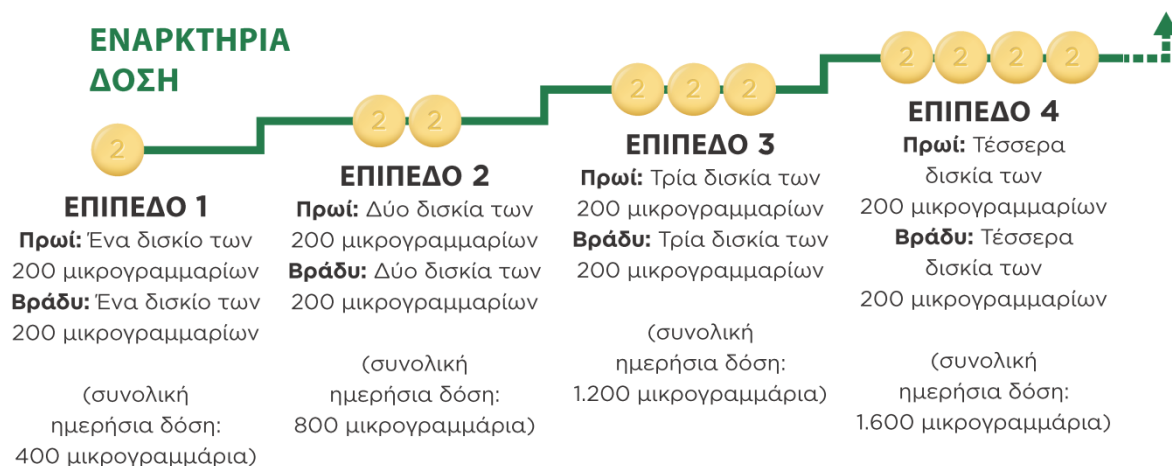 ΕΝΑΡΚΤΗΡΙΑ
ΔΟΣΗ
2
ΕΠΙΠΕΔΟ 1
Πρωί: Ένα δισκίο των
200 μικρογραμμαρίων
Βράδυ: Ένα δισκίο των
200 μικρογραμμαρίων
(συνολική
ημερήσια δόση:
400 μικρογραμμάρια)
2 2
ΕΠΙΠΕΔΟ 2
Πρωί: Δύο δισκία των
200 μικρογραμμαρίων
Βράδυ: Δύο δισκία των
200 μικρογραμμαρίων
(συνολική
ημερήσια δόση:
800 μικρογραμμάρια)
2 2 2
ΕΠΙΠΕΔΟ 3
Πρωί: Τρία δισκία των
200 μικρογραμμαρίων
Βράδυ: Τρία δισκία των
200 μικρογραμμαρίων
(συνολική
ημερήσια δόση:
1.200 μικρογραμμάρια)
2 2 2 2
ΕΠΙΠΕΔΟ 4
Πρωί: Τέσσερα
δισκία των
200 μικρογραμμαρίων
Βράδυ: Τέσσερα
δισκία των
200 μικρογραμμαρίων
(συνολική
ημερήσια δόση:
1.600 μικρογραμμάρια)